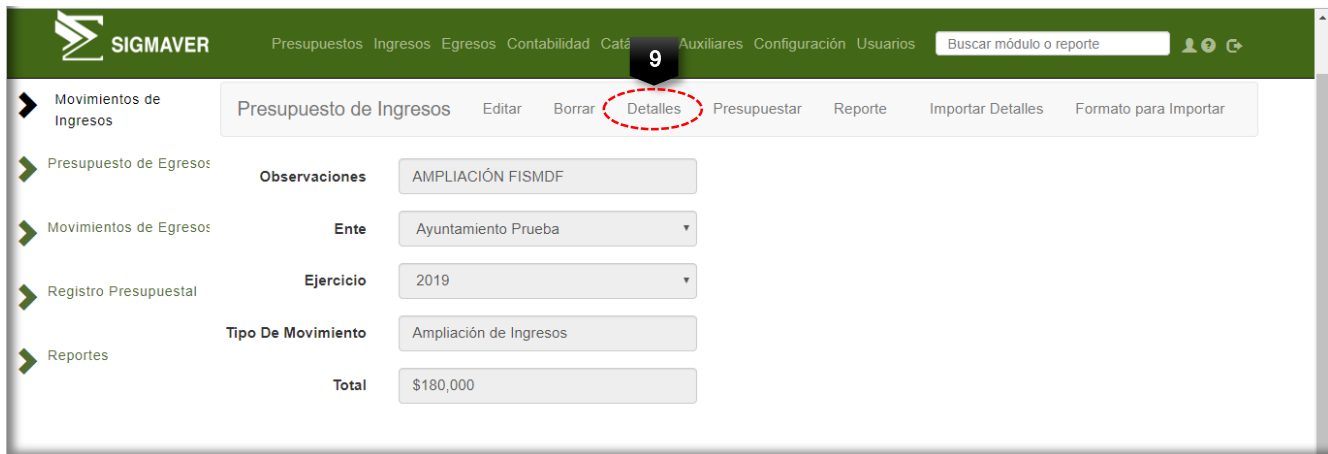 SIGMAVER
Presupuestos Ingresos Egresos Contabilidad Catá Auxiliares Configuración Usuarios
Buscar módulo o reporte
9
Movimientos de
Ingresos
Presupuesto de Egresos
Movimientos de Egresos
Registro Presupuestal
Reportes
Presupuesto de Ingresos Editar Borrar Detalles Presupuestar Reporte Importar Detalles Formato para Importar
Observaciones AMPLIACIÓN FISMDF
Ente Ayuntamiento Prueba
Ejercicio 2019
Tipo De Movimiento Ampliación de Ingresos
Total $180,000